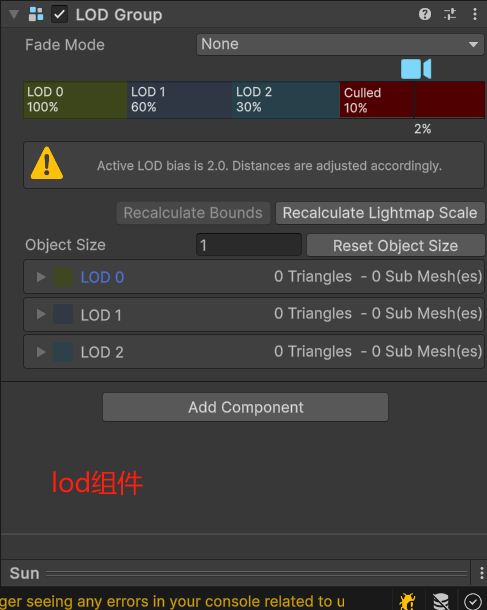 LOD Group
Fade Mode
None
LOD 0
100%
LOD 1
60%
LOD 2
30%
Culled
10%
2%
Active LOD bias is 2.0. Distances are adjusted accordingly.
Recalculate Bounds
Recalculate Lightmap Scale
Object Size
1
Reset Object Size
LOD 0
0 Triangles - 0 Sub Mesh(es)
LOD 1
0 Triangles - 0 Sub Mesh(es)
LOD 2
0 Triangles - 0 Sub Mesh(es)
Add Component
lod组件
Sun
ger seeing any errors in your console related to u